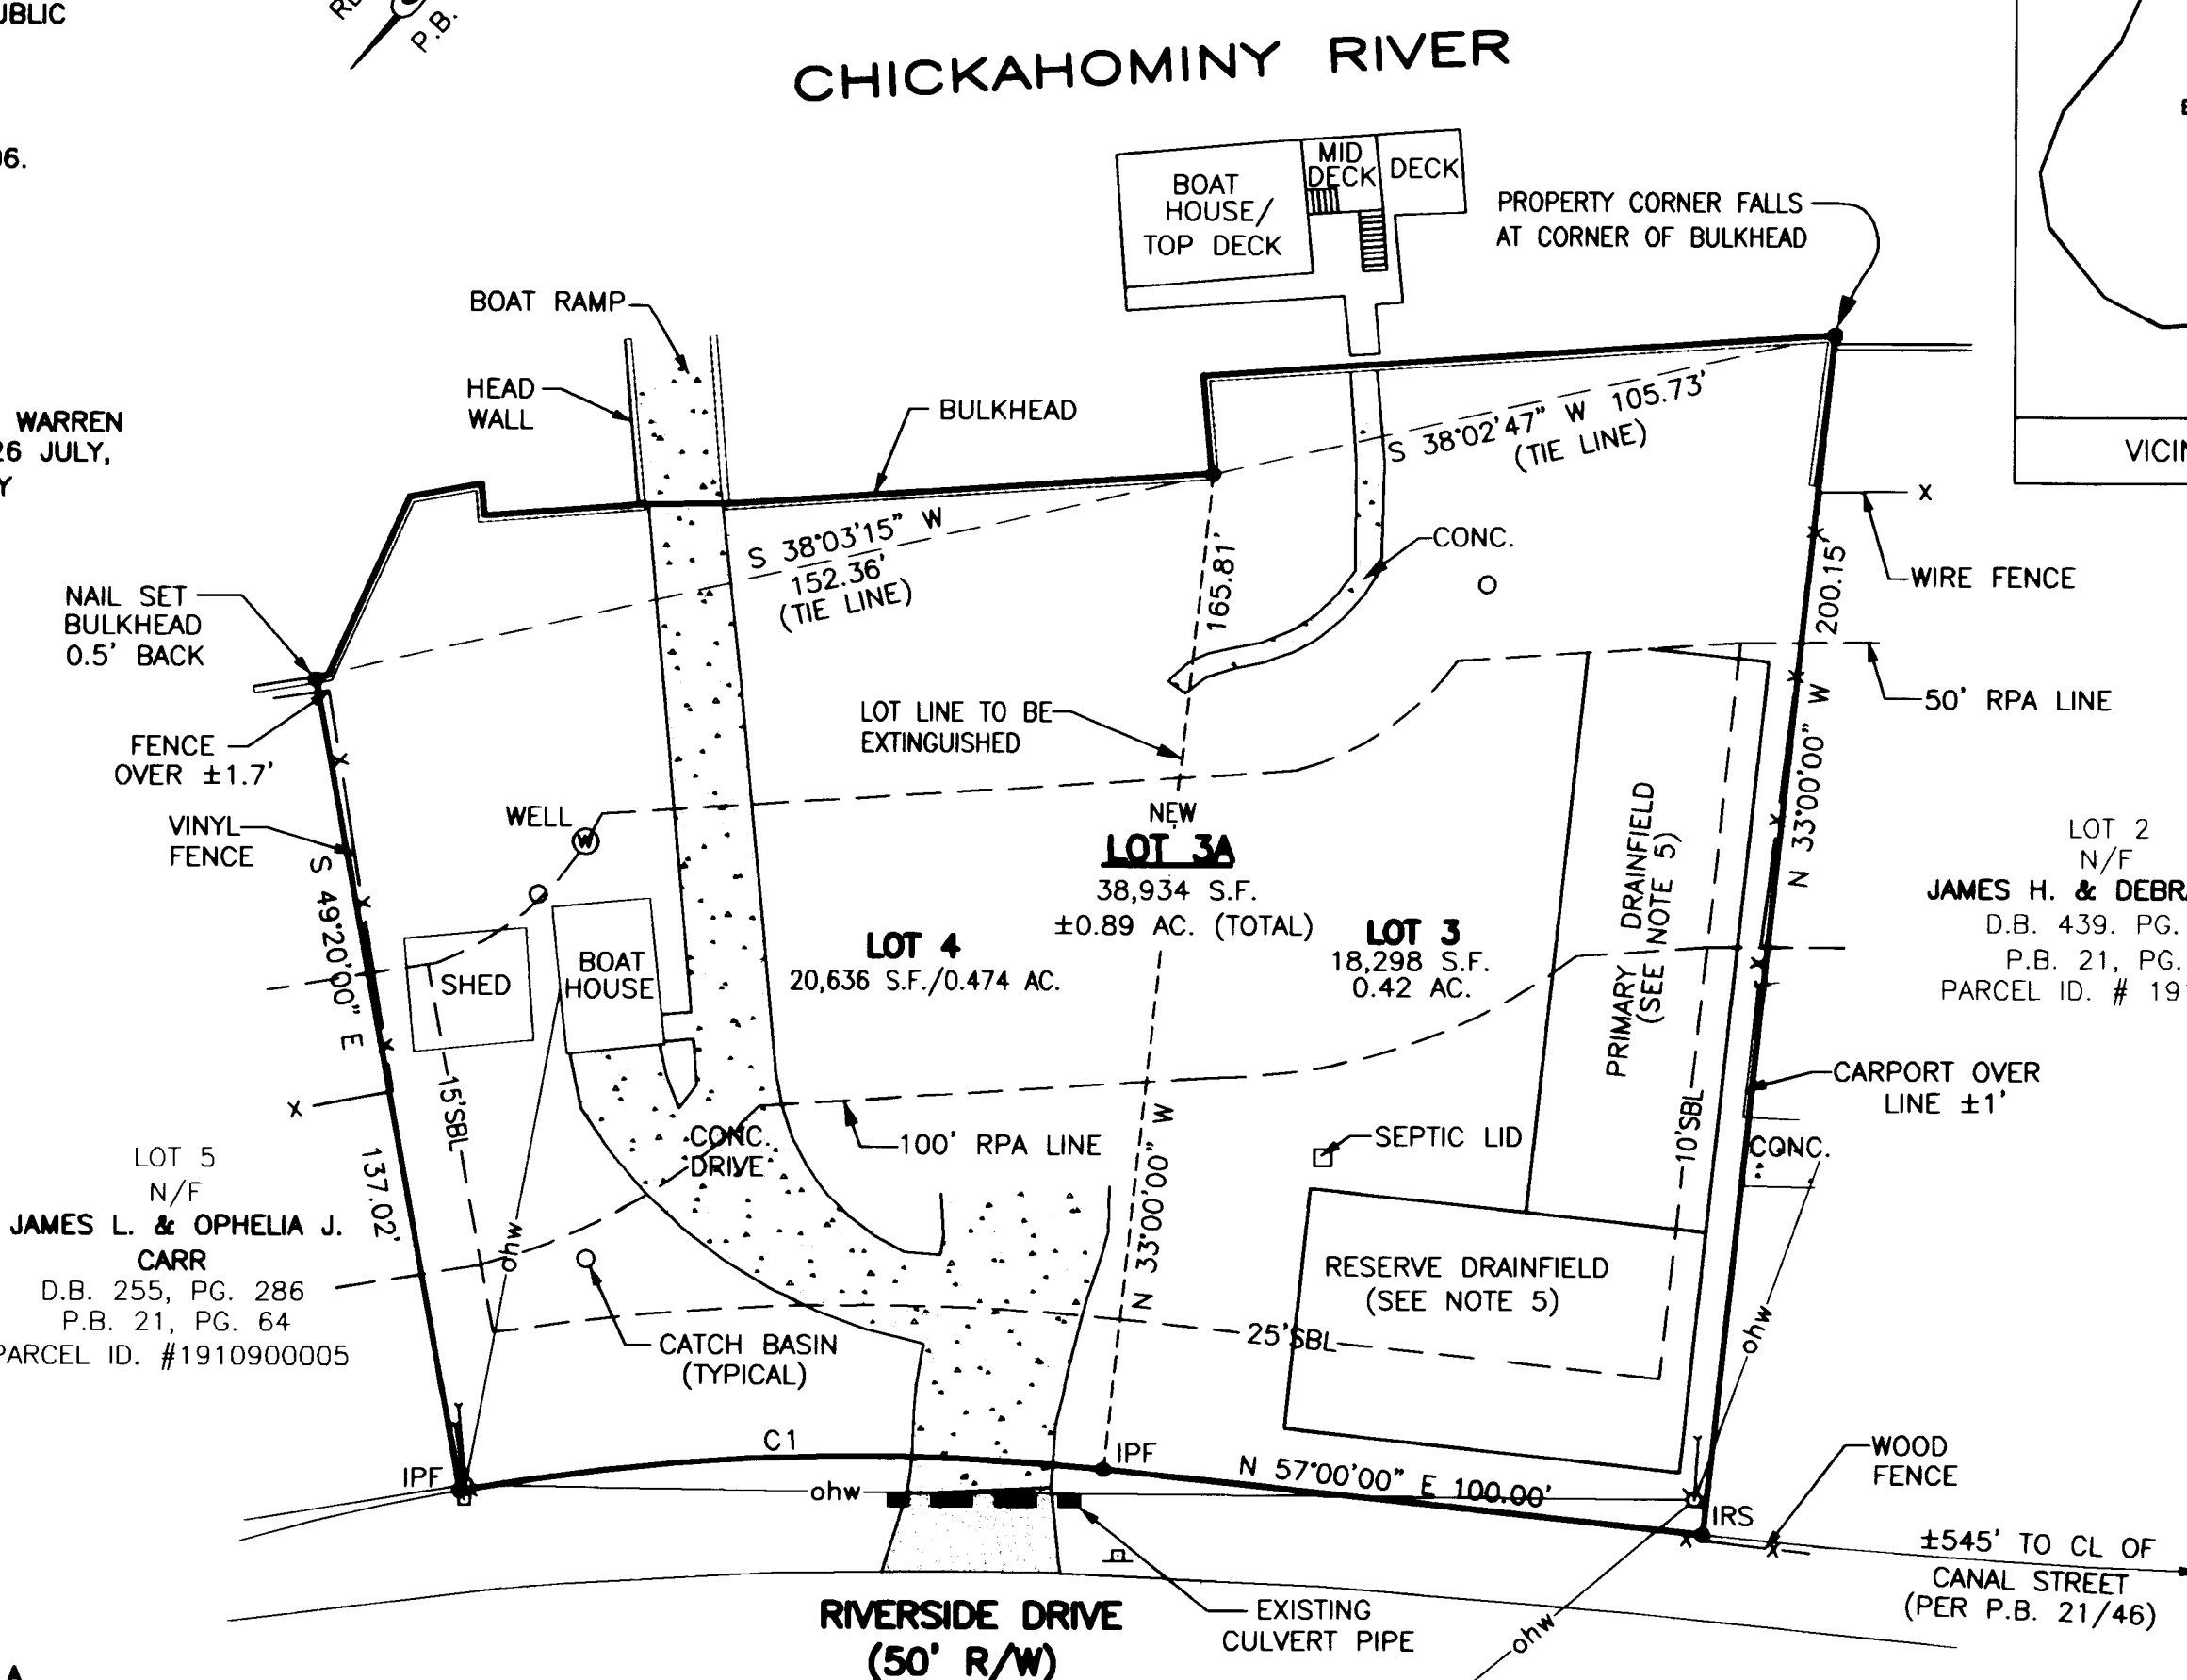 UBLIC
P.B.
06.
WARREN
26 JULY,
Y
CHICKAHOMINY RIVER
BOAT
HOUSE/
TOP DECK
MID
DECK
DECK
PROPERTY CORNER FALLS
AT CORNER OF BULKHEAD
VICIN
BOAT RAMP
HEAD
WALL
BULKHEAD
S 38°02'47" W 105.73'
(TIE LINE)
X
S 38°03'15" W
152.36'
(TIE LINE)
165.81'
CONC.
200.15'
WIRE FENCE
NAIL SET
BULKHEAD
0.5' BACK
50' RPA LINE
FENCE
OVER ±1.7'
LOT LINE TO BE
EXTINGUISHED
N 33°00'00" W
VINYL
FENCE
WELL
W
NEW
LOT 3A
38,934 S.F.
±0.89 AC. (TOTAL)
PRIMARY DRAINFIELD
(SEE NOTE 5)
LOT 2
N/F
JAMES H. & DEBRA
D.B. 439. PG.
P.B. 21, PG.
PARCEL ID. # 191
S 49°20'00" E
SHED
BOAT
HOUSE
LOT 4
20,636 S.F./0.474 AC.
LOT 3
18,298 S.F.
0.42 AC.
X
15'SBL
137.02'
CONC.
DRIVE
100' RPA LINE
N 33°00'00" W
SEPTIC LID
10'SBL
CARPORT OVER
LINE ±1'
CONC.
LOT 5
N/F
JAMES L. & OPHELIA J.
CARR
D.B. 255, PG. 286
P.B. 21, PG. 64
PARCEL ID. #1910900005
ohw
CATCH BASIN
(TYPICAL)
25'SBL
RESERVE DRAINFIELD
(SEE NOTE 5)
ohw
IPF
C1
ohw
IPF
N 57°00'00" E 100.00'
IRS
WOOD
FENCE
±545' TO CL OF
CANAL STREET
(PER P.B. 21/46)
RIVERSIDE DRIVE
(50' R/W)
EXISTING
CULVERT PIPE
ohw